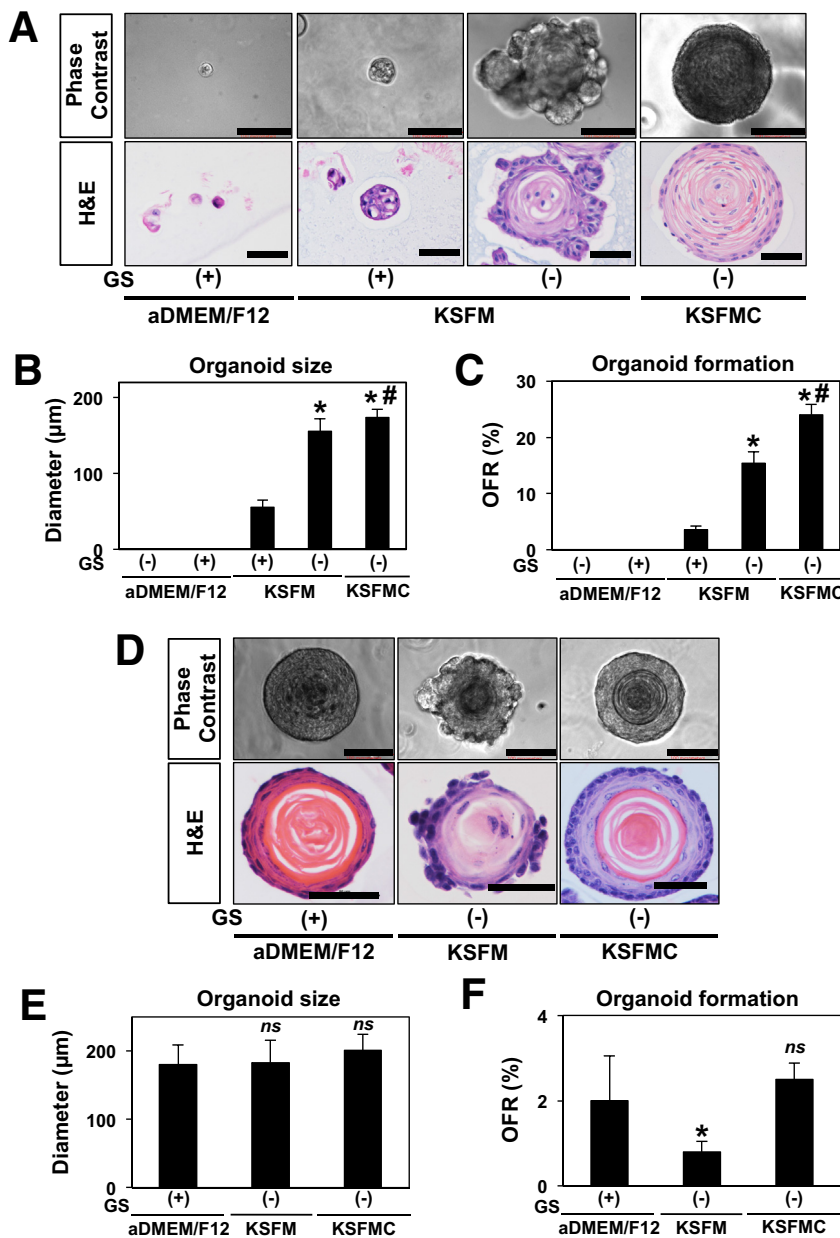 A
Phase
Contrast
H&E
GS (+) (+) (-) (-)
aDMEM/F12 KSFM KSFMC
B
Organoid size
Diameter (µm)
200
100
0
* *#
GS (-) (+) (+) (-) (-)
aDMEM/F12 KSFM KSFMC
C
Organoid formation
OFR (%)
30
20
10
0
* *#
GS (-) (+) (+) (-) (-)
aDMEM/F12 KSFM KSFMC
D
Phase
Contrast
H&E
GS (+) (-) (-)
aDMEM/F12 KSFM KSFMC
E
Organoid size
Diameter (µm)
200
100
0
ns ns
GS (+) (-) (-)
aDMEM/F12 KSFM KSFMC
F
Organoid formation
OFR (%)
4
2
0
* ns
GS (+) (-) (-)
aDMEM/F12 KSFM KSFMC